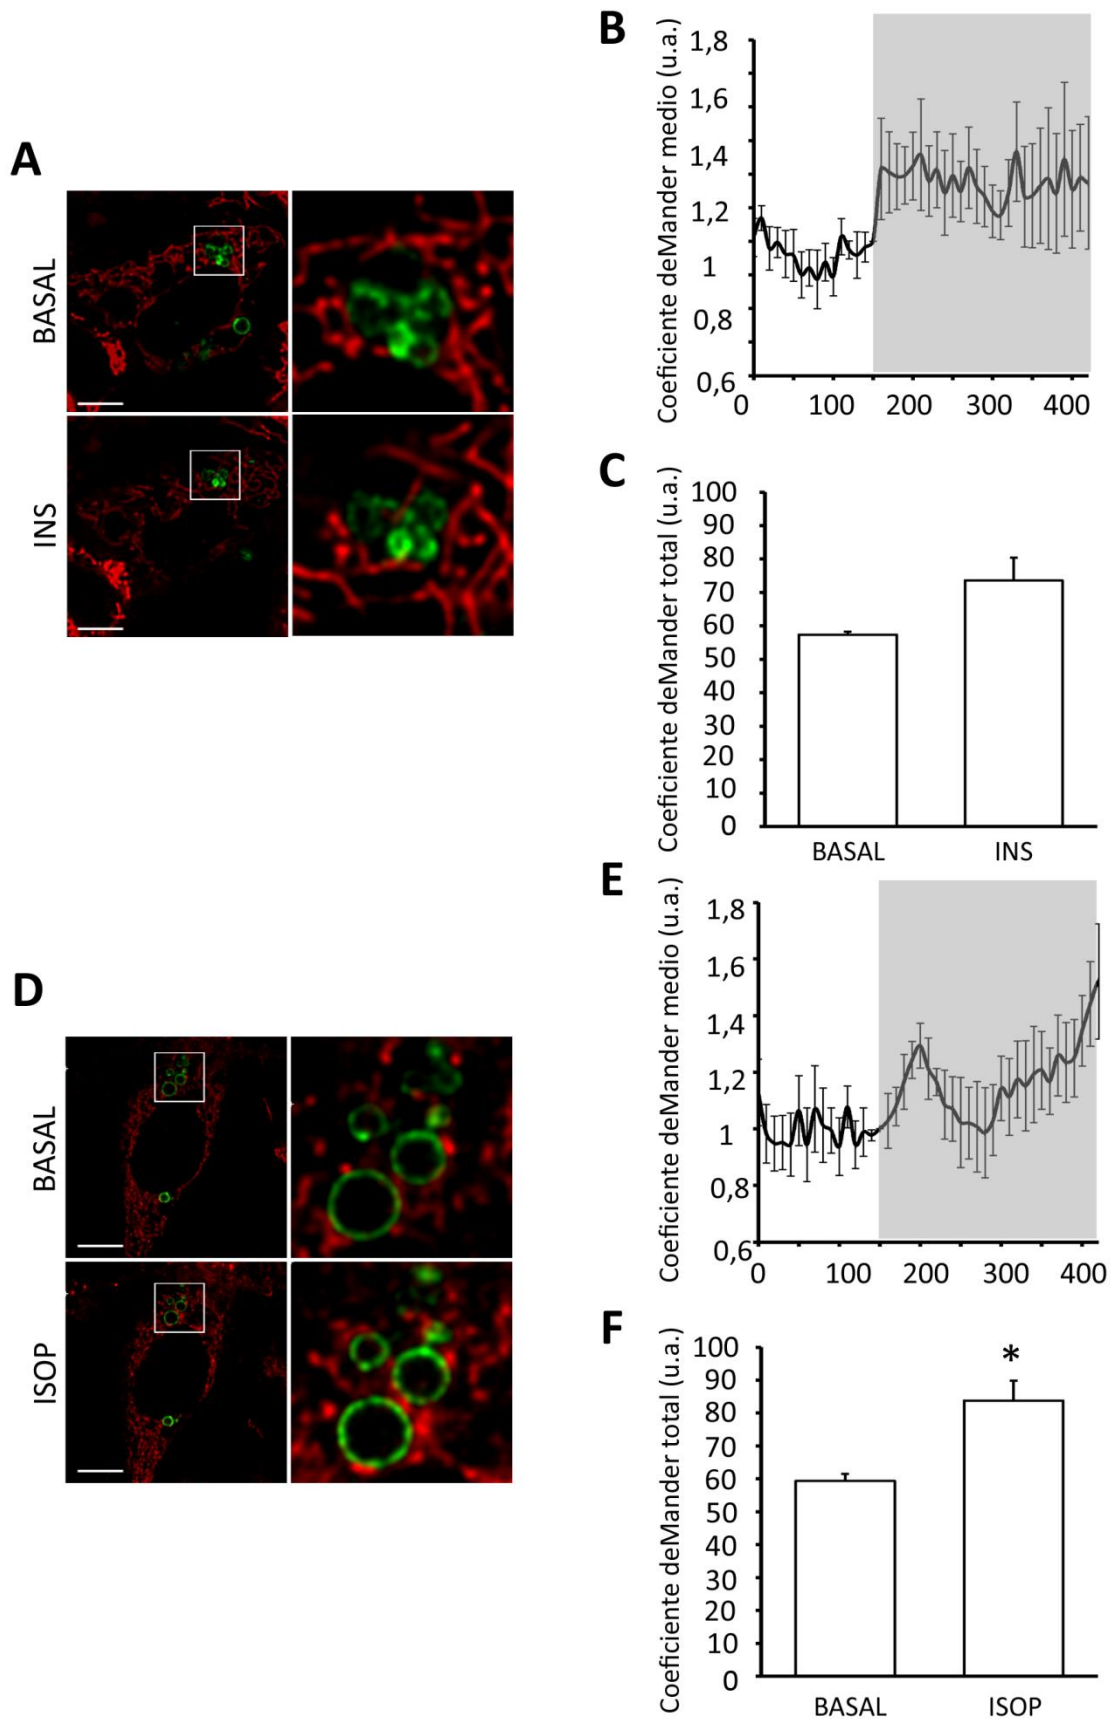 A
BASAL
INS
B
Coeficiente deMander medio (u.a.)
1,8
1,6
1,4
1,2
1
0,8
0,6
0 100 200 300 400
C
Coeficiente deMander total (u.a.)
100
90
80
70
60
50
40
30
20
10
0
BASAL INS
D
BASAL
ISOP
E
Coeficiente deMander medio (u.a.)
1,8
1,6
1,4
1,2
1
0,8
0,6
0 100 200 300 400
F
Coeficiente deMander total (u.a.)
100
90
80
70
60
50
40
30
20
10
0
*
BASAL ISOP